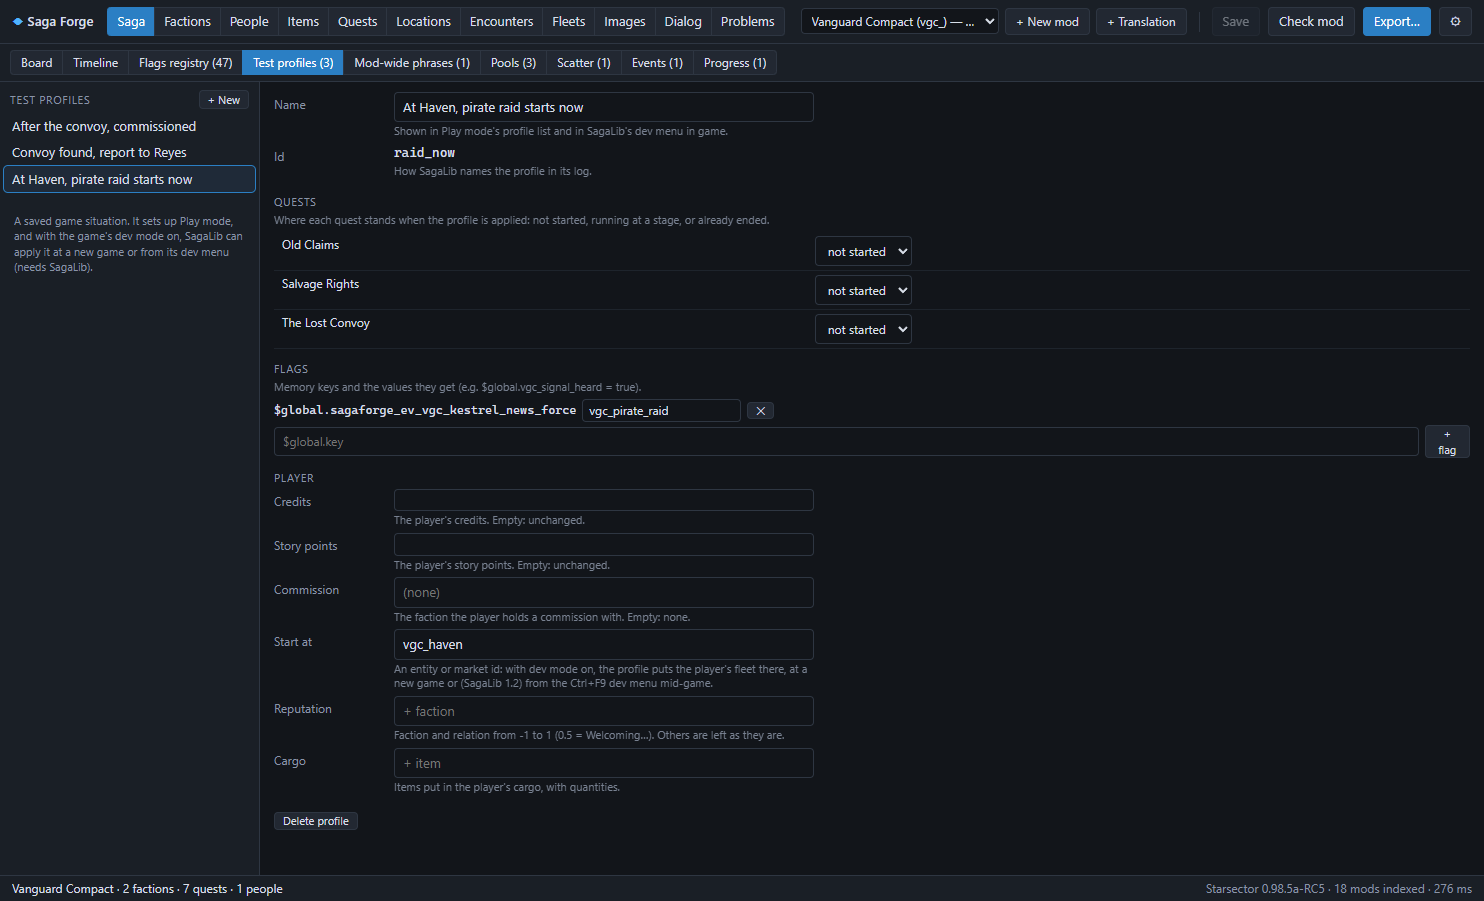 Saga Forge
Saga Factions People Items Quests Locations Encounters Fleets Images Dialog Problems
Vanguard Compact (vgc_) — ...
+ New mod
+ Translation
Save
Check mod
Export...
Board Timeline Flags registry (47) Test profiles (3) Mod-wide phrases (1) Pools (3) Scatter (1) Events (1) Progress (1)
TEST PROFILES
+ New
After the convoy, commissioned
Convoy found, report to Reyes
At Haven, pirate raid starts now
A saved game situation. It sets up Play mode,
and with the game's dev mode on, SagaLib can
apply it at a new game or from its dev menu
(needs SagaLib).
Name
At Haven, pirate raid starts now
Shown in Play mode's profile list and in SagaLib's dev menu in game.
Id
raid_now
How SagaLib names the profile in its log.
QUESTS
Where each quest stands when the profile is applied: not started, running at a stage, or already ended.
Old Claims
not started
Salvage Rights
not started
The Lost Convoy
not started
FLAGS
Memory keys and the values they get (e.g. $global.vgc_signal_heard = true).
$global.sagaforge_ev_vgc_kestrel_news_force
vgc_pirate_raid
$global.key
+
flag
PLAYER
Credits
The player's credits. Empty: unchanged.
Story points
The player's story points. Empty: unchanged.
Commission
(none)
The faction the player holds a commission with. Empty: none.
Start at
vgc_haven
An entity or market id: with dev mode on, the profile puts the player's fleet there, at a
new game or (SagaLib 1.2) from the Ctrl+F9 dev menu mid-game.
Reputation
+ faction
Faction and relation from -1 to 1 (0.5 = Welcoming...). Others are left as they are.
Cargo
+ item
Items put in the player's cargo, with quantities.
Delete profile
Vanguard Compact · 2 factions · 7 quests · 1 people
Starsector 0.98.5a-RC5 · 18 mods indexed · 276 ms